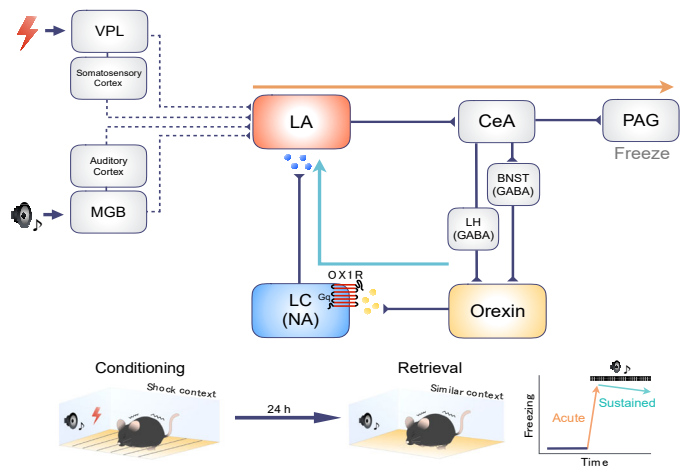 VPL
Somatosensory
Cortex
Auditory
Cortex
MGB
LA
CeA
PAG
Freeze
BNST
(GABA)
LH
(GABA)
OX1R
Gq
LC
(NA)
Orexin
Conditioning
Shock context
24 h
Retrieval
Similar context
Freezing
Acute
Sustained
Time